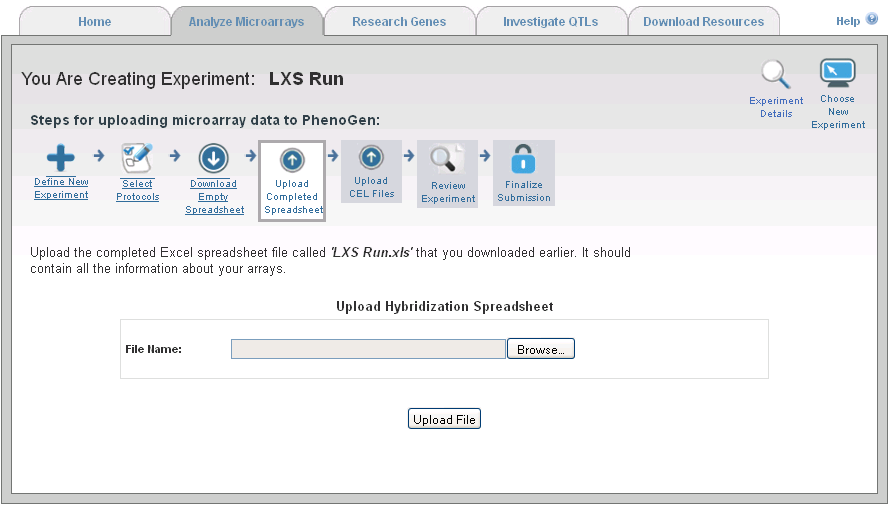 Home Analyze Microarrays Research Genes Investigate QTLs Download Resources Help ?
You Are Creating Experiment: LXS Run
Experiment
Details
Choose
New
Experiment
Steps for uploading microarray data to PhenoGen:
Define New
Experiment
Select
Protocols
Download
Empty
Spreadsheet
Upload
Completed
Spreadsheet
Upload
CEL Files
Review
Experiment
Finalize
Submission
Upload the completed Excel spreadsheet file called 'LXS Run.xls' that you downloaded earlier. It should
contain all the information about your arrays.
Upload Hybridization Spreadsheet
File Name: Browse...
Upload File